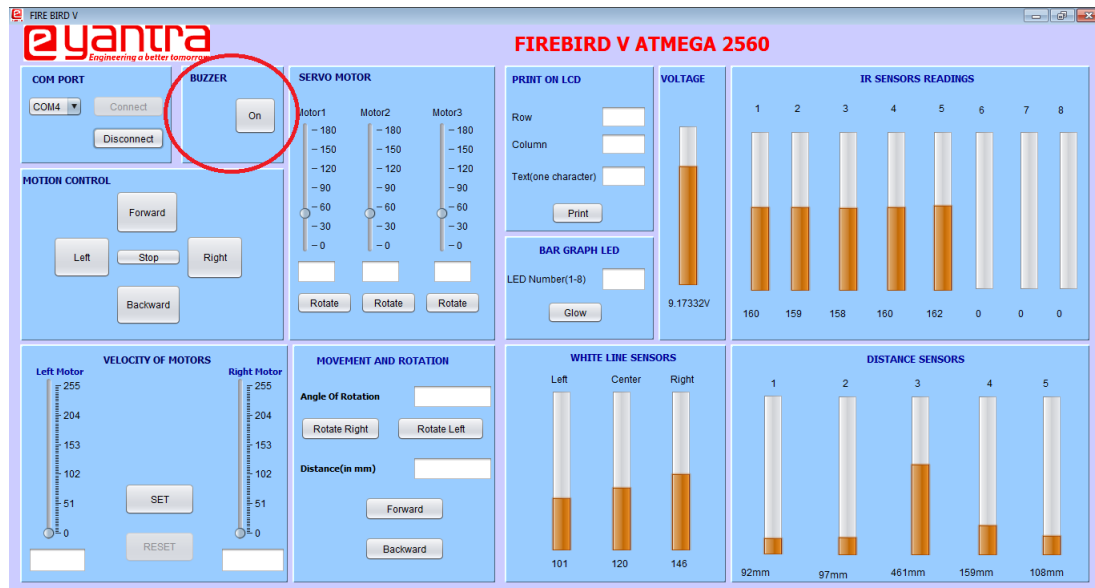 FIRE BIRD V
e yantra
Engineering a better tomorrow
FIREBIRD V ATMEGA 2560
COM PORT
COM4
Connect
Disconnect
BUZZER
On
MOTION CONTROL
Forward
Left
Stop
Right
Backward
SERVO MOTOR
Motor1 Motor2 Motor3
180 180 180
150 150 150
120 120 120
90 90 90
60 60 60
30 30 30
0 0 0
Rotate Rotate Rotate
PRINT ON LCD
Row
Column
Text(one character)
Print
BAR GRAPH LED
LED Number(1-8)
Glow
VOLTAGE
9.17332V
IR SENSORS READINGS
1 2 3 4 5 6 7 8
160 159 158 160 162 0 0 0
VELOCITY OF MOTORS
Left Motor Right Motor
255 255
204 204
153 153
102 102
51 51
0 0
SET
RESET
MOVEMENT AND ROTATION
Angle Of Rotation
Rotate Right Rotate Left
Distance(in mm)
Forward
Backward
WHITE LINE SENSORS
Left Center Right
101 120 146
DISTANCE SENSORS
1 2 3 4 5
92mm 97mm 461mm 159mm 108mm